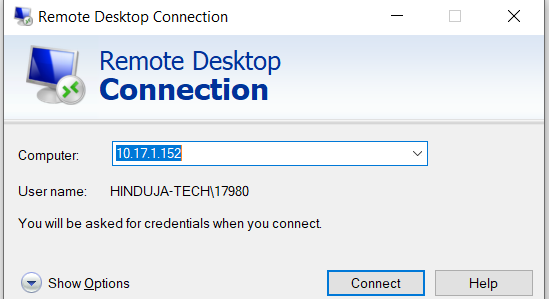 Remote Desktop Connection
Remote Desktop
Connection
Computer: 10.17.1.152
User name: HINDUJA-TECH\17980
You will be asked for credentials when you connect.
Show Options Connect Help